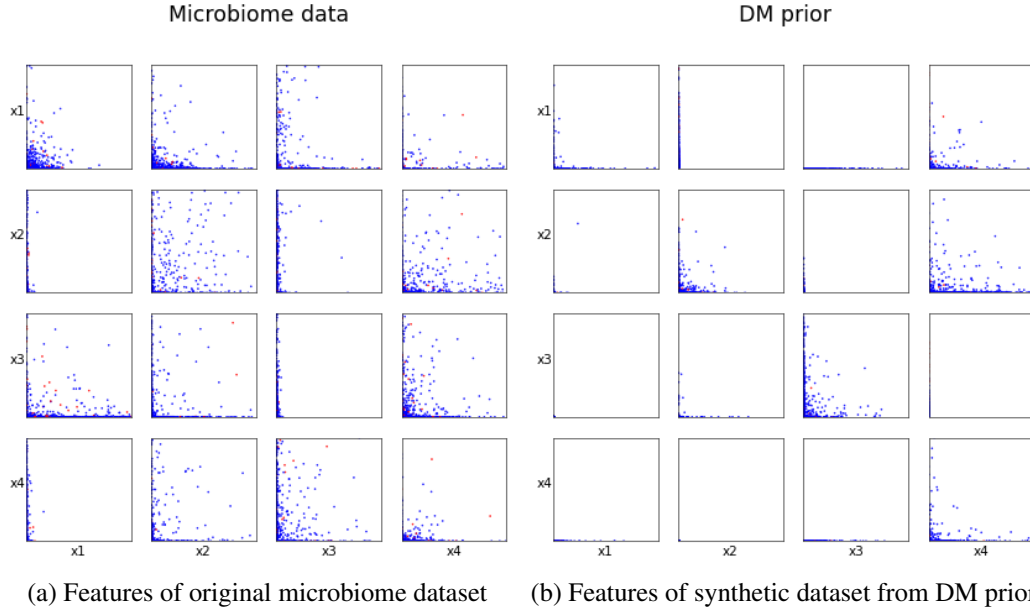 Microbiome data
DM prior
x1
x1
x2
x2
x3
x3
x4
x4
x1 x2 x3 x4
x1 x2 x3 x4
(a) Features of original microbiome dataset
(b) Features of synthetic dataset from DM prior